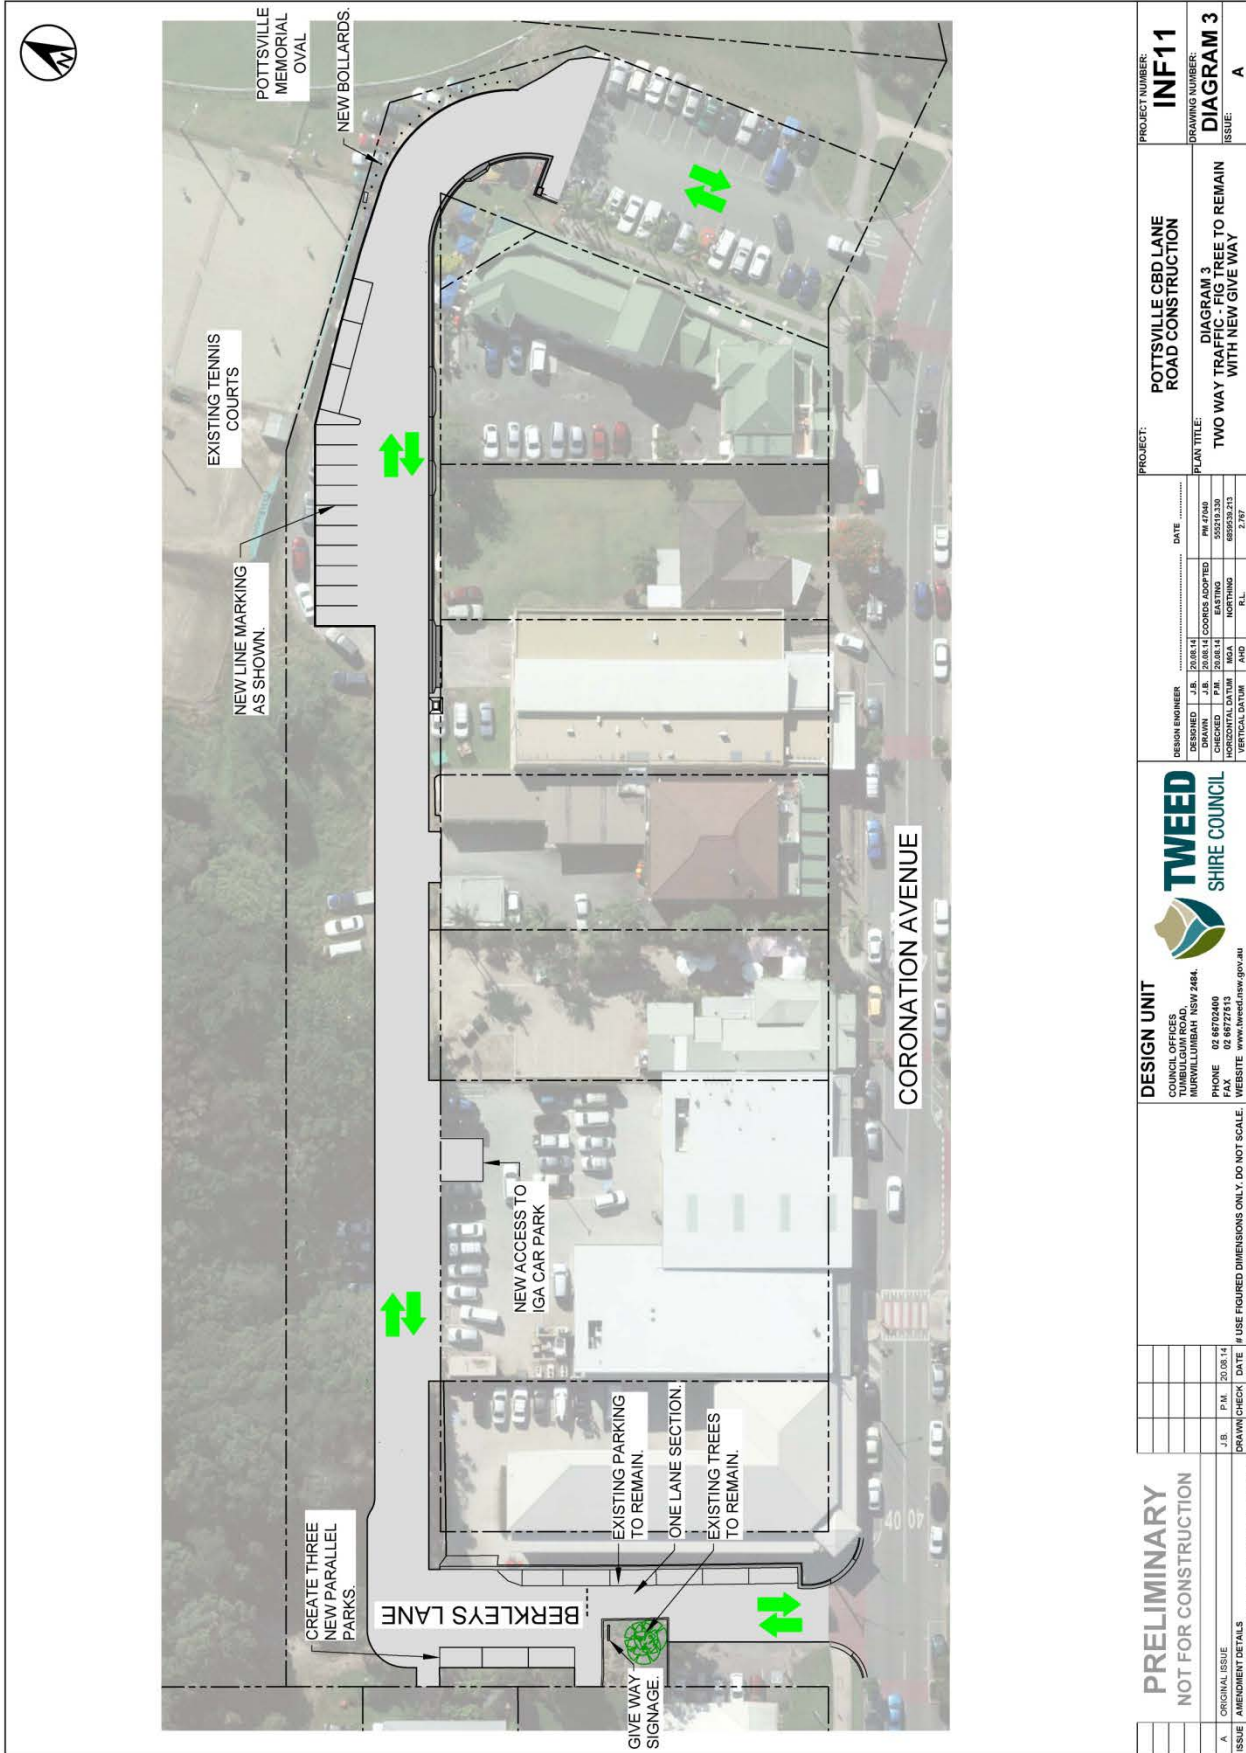 N
POTTSVILLE
MEMORIAL
OVAL
NEW BOLLARDS.
EXISTING TENNIS
COURTS
NEW LINE MARKING
AS SHOWN.
NEW ACCESS TO
IGA CAR PARK
CREATE THREE
NEW PARALLEL
PARKS.
BERKLEYS LANE
EXISTING PARKING
TO REMAIN.
ONE LANE SECTION.
EXISTING TREES
TO REMAIN.
GIVE WAY
SIGNAGE.
CORONATION AVENUE
40
40
40
PRELIMINARY
NOT FOR CONSTRUCTION
A ORIGINAL ISSUE J.B. P.M. 20.08.14
ISSUE AMENDMENT DETAILS DRAWN CHECK DATE
# USE FIGURED DIMENSIONS ONLY. DO NOT SCALE.
DESIGN UNIT
COUNCIL OFFICES
TUMBULGUM ROAD,
MURWILLUMBAH NSW 2484.
PHONE 02 66702400
FAX 02 66727513
WEBSITE www.tweed.nsw.gov.au
TWEED
SHIRE COUNCIL
DESIGN ENGINEER DATE
DESIGNED J.B. 20.08.14
DRAWN J.B. 20.08.14 COORDS ADOPTED PM 47040
CHECKED P.M. 20.08.14 EASTING 555219.330
HORIZONTAL DATUM MGA NORTHING 6859539.213
VERTICAL DATUM AHD R.L. 2.767
PROJECT:
POTTSVILLE CBD LANE
ROAD CONSTRUCTION
PLAN TITLE:
DIAGRAM 3
TWO WAY TRAFFIC - FIG TREE TO REMAIN
WITH NEW GIVE WAY
PROJECT NUMBER:
INF11
DRAWING NUMBER:
DIAGRAM 3
ISSUE:
A